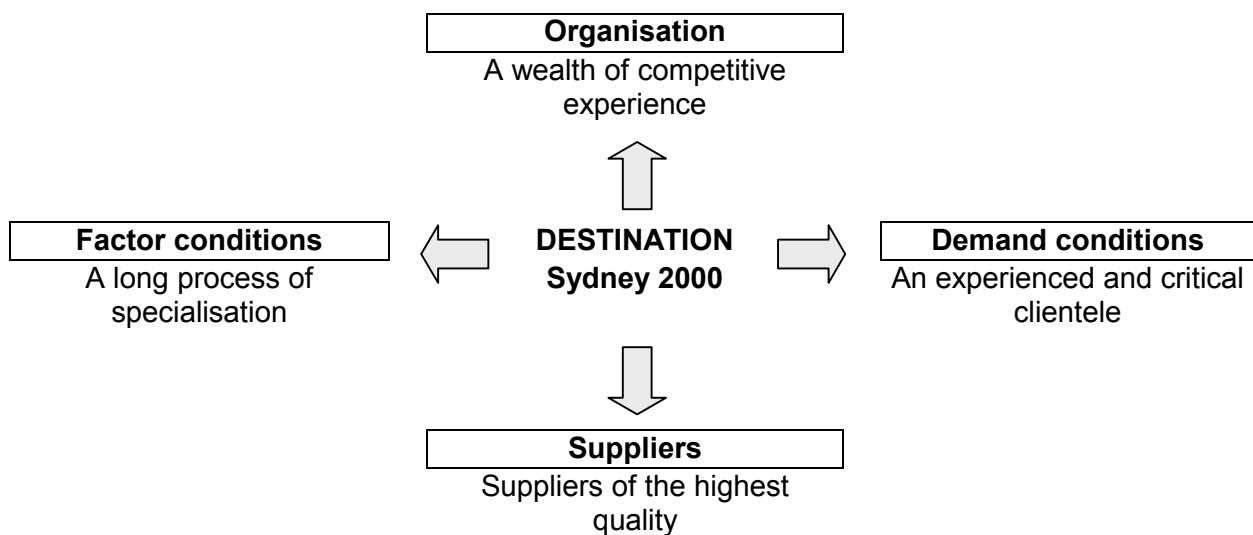 Organisation
A wealth of competitive
experience
Factor conditions
A long process of
specialisation
DESTINATION
Sydney 2000
Demand conditions
An experienced and critical
clientele
Suppliers
Suppliers of the highest
quality